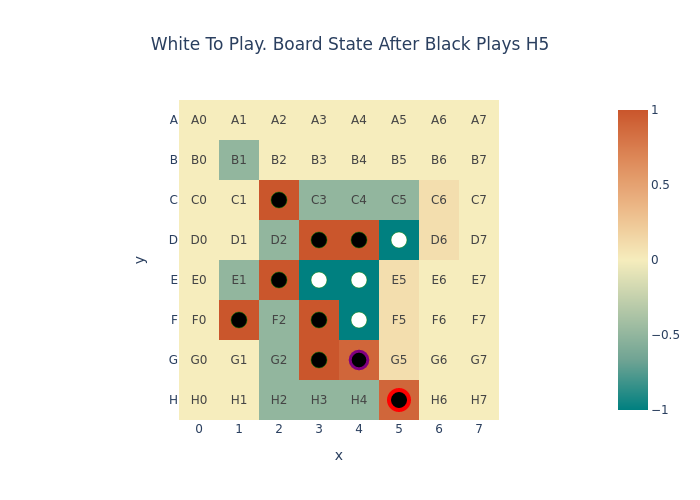 White To Play. Board State After Black Plays H5
A A0 A1 A2 A3 A4 A5 A6 A7
B B0 B1 B2 B3 B4 B5 B6 B7
C C0 C1 C3 C4 C5 C6 C7
D D0 D1 D2 D6 D7
E E0 E1 E5 E6 E7
F F0 F2 F5 F6 F7
G G0 G1 G2 G5 G6 G7
H H0 H1 H2 H3 H4 H6 H7
0 1 2 3 4 5 6 7
x
y
1
0.5
0
−0.5
−1